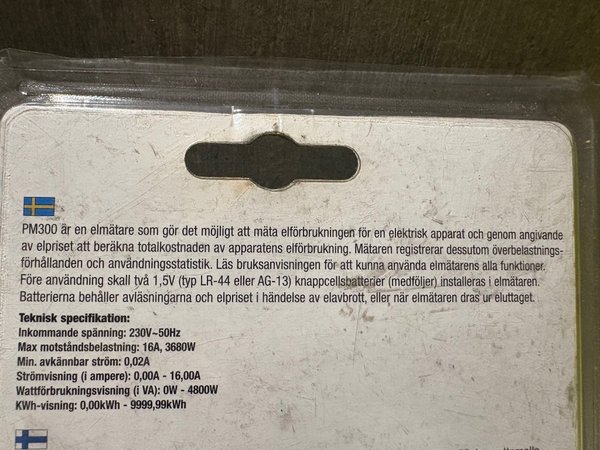 PM300 är en elmätare som gör det möjligt att mäta elförbrukningen för en elektrisk apparat och genom angivande
av elpriset att beräkna totalkostnaden av apparatens elförbrukning. Mätaren registrerar dessutom överbelastnings-
förhållanden och användningsstatistik. Läs bruksanvisningen för att kunna använda elmätarens alla funktioner.
Före användning skall två 1,5V (typ LR-44 eller AG-13) knappcellsbatterier (medföljer) installeras i elmätaren.
Batterierna behåller avläsningarna och elpriset i händelse av elavbrott, eller när elmätaren dras ur eluttaget.
Teknisk specifikation:
Inkommande spänning: 230V~50Hz
Max motståndsbelastning: 16A, 3680W
Min. avkännbar ström: 0,02A
Strömvisning (i ampere): 0,00A - 16,00A
Wattförbrukningsvisning (i VA): 0W - 4800W
KWh-visning: 0,00kWh - 9999,99kWh